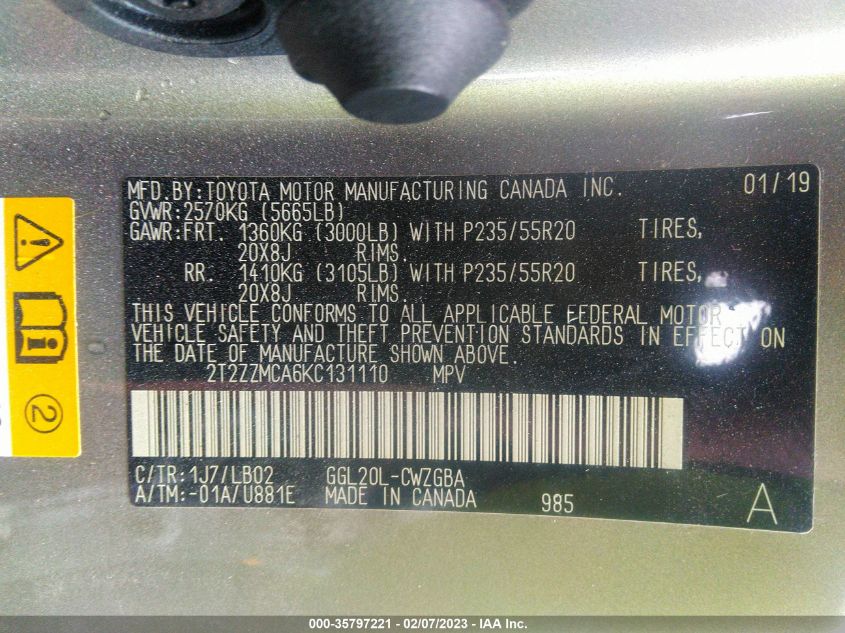 MFD.BY:TOYOTA MOTOR MANUFACTURING CANADA INC. 01/19
GVWR:2570KG (5665LB)
GAWR:FRT. 1360KG (3000LB) WITH P235/55R20 TIRES,
20X8J RIMS.
RR. 1410KG (3105LB) WITH P235/55R20 TIRES,
20X8J RIMS.
THIS VEHICLE CONFORMS TO ALL APPLICABLE FEDERAL MOTOR
VEHICLE SAFETY AND THEFT PREVENTION STANDARDS IN EFFECT ON
THE DATE OF MANUFACTURE SHOWN ABOVE.
2T2ZZMCA6KC131110 MPV
C/TR:1J7/LB02 GGL20L-CWZGBA
A/TM:-01A/U881E MADE IN CANADA 985 A
2
000-35797221 - 02/07/2023 - IAA Inc.